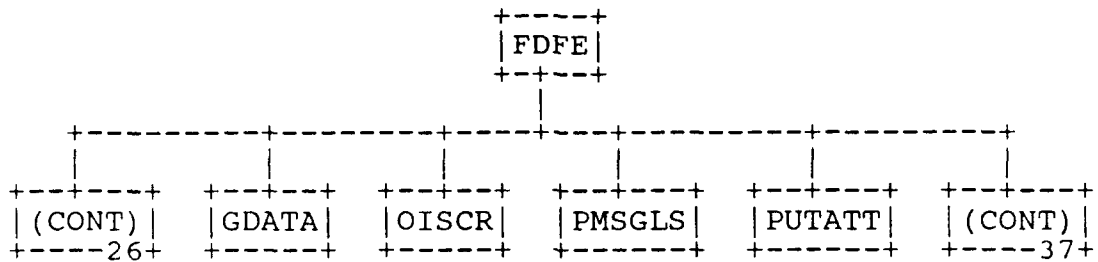 FDFE
(CONT) GDATA OISCR PMSGLS PUTATT (CONT)
26 37